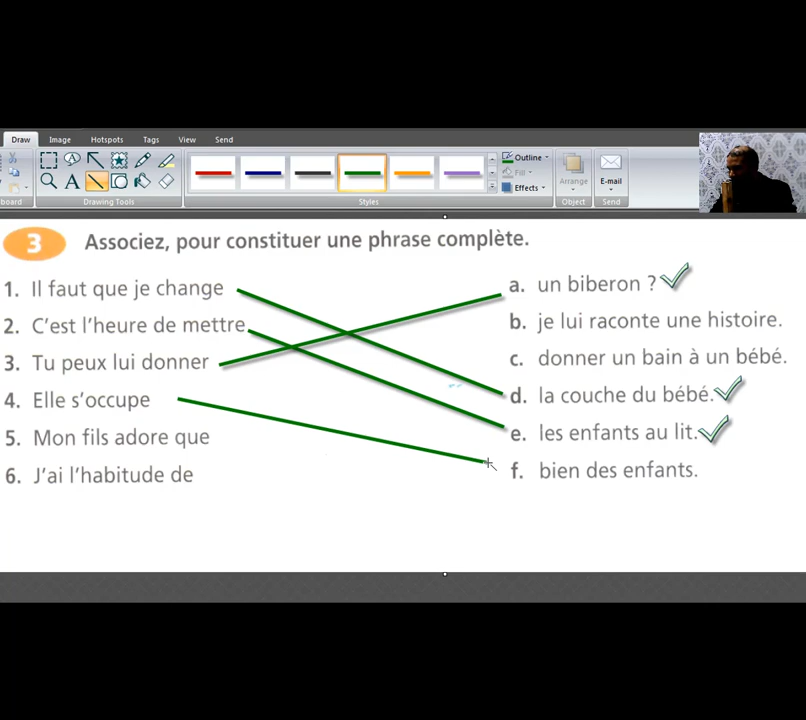 Draw Image Hotspots Tags View Send
Outline
Fill
Effects
Arrange
E-mail
board Drawing Tools Styles Object Send
3 Associez, pour constituer une phrase complète.
1. Il faut que je change
2. C'est l'heure de mettre
3. Tu peux lui donner
4. Elle s'occupe
5. Mon fils adore que
6. J'ai l'habitude de
a. un biberon ?
b. je lui raconte une histoire.
c. donner un bain à un bébé.
d. la couche du bébé.
e. les enfants au lit.
f. bien des enfants.